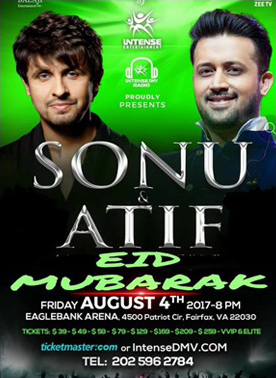 BALAJI
ZEE TV
INTENSE
ENTERTAINMENT
INTENSE DMV
RADIO
PROUDLY
PRESENTS
SONU
&
ATIF
EID
MUBARAK
FRIDAY AUGUST 4TH 2017-8 PM
EAGLEBANK ARENA, 4500 Patriot Cir, Fairfax, VA 22030
TICKETS: $ 39 - $ 49 - $ 59 - $ 79 - $ 129 - $169 - $209 - $ 259 - VVIP & ELITE
ticketmaster.com or IntenseDMV.COM
TEL: 202 596 2784